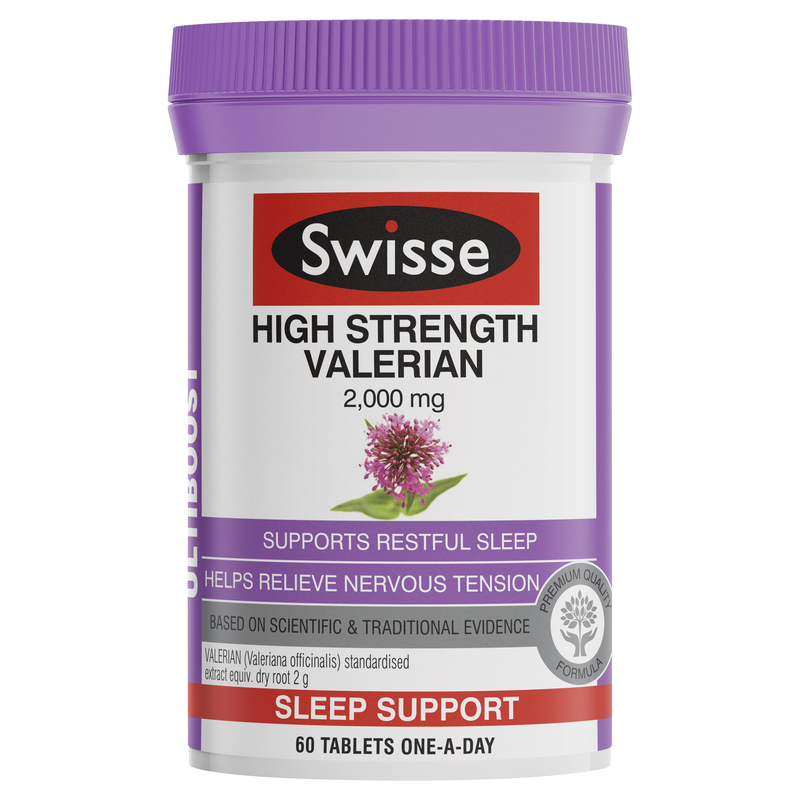 Swisse
HIGH STRENGTH
VALERIAN
2,000 mg
ULTIBOOST
SUPPORTS RESTFUL SLEEP
HELPS RELIEVE NERVOUS TENSION
BASED ON SCIENTIFIC & TRADITIONAL EVIDENCE
PREMIUM QUALITY
FORMULA
VALERIAN (Valeriana officinalis) standardised
extract equiv. dry root 2 g
SLEEP SUPPORT
60 TABLETS ONE-A-DAY